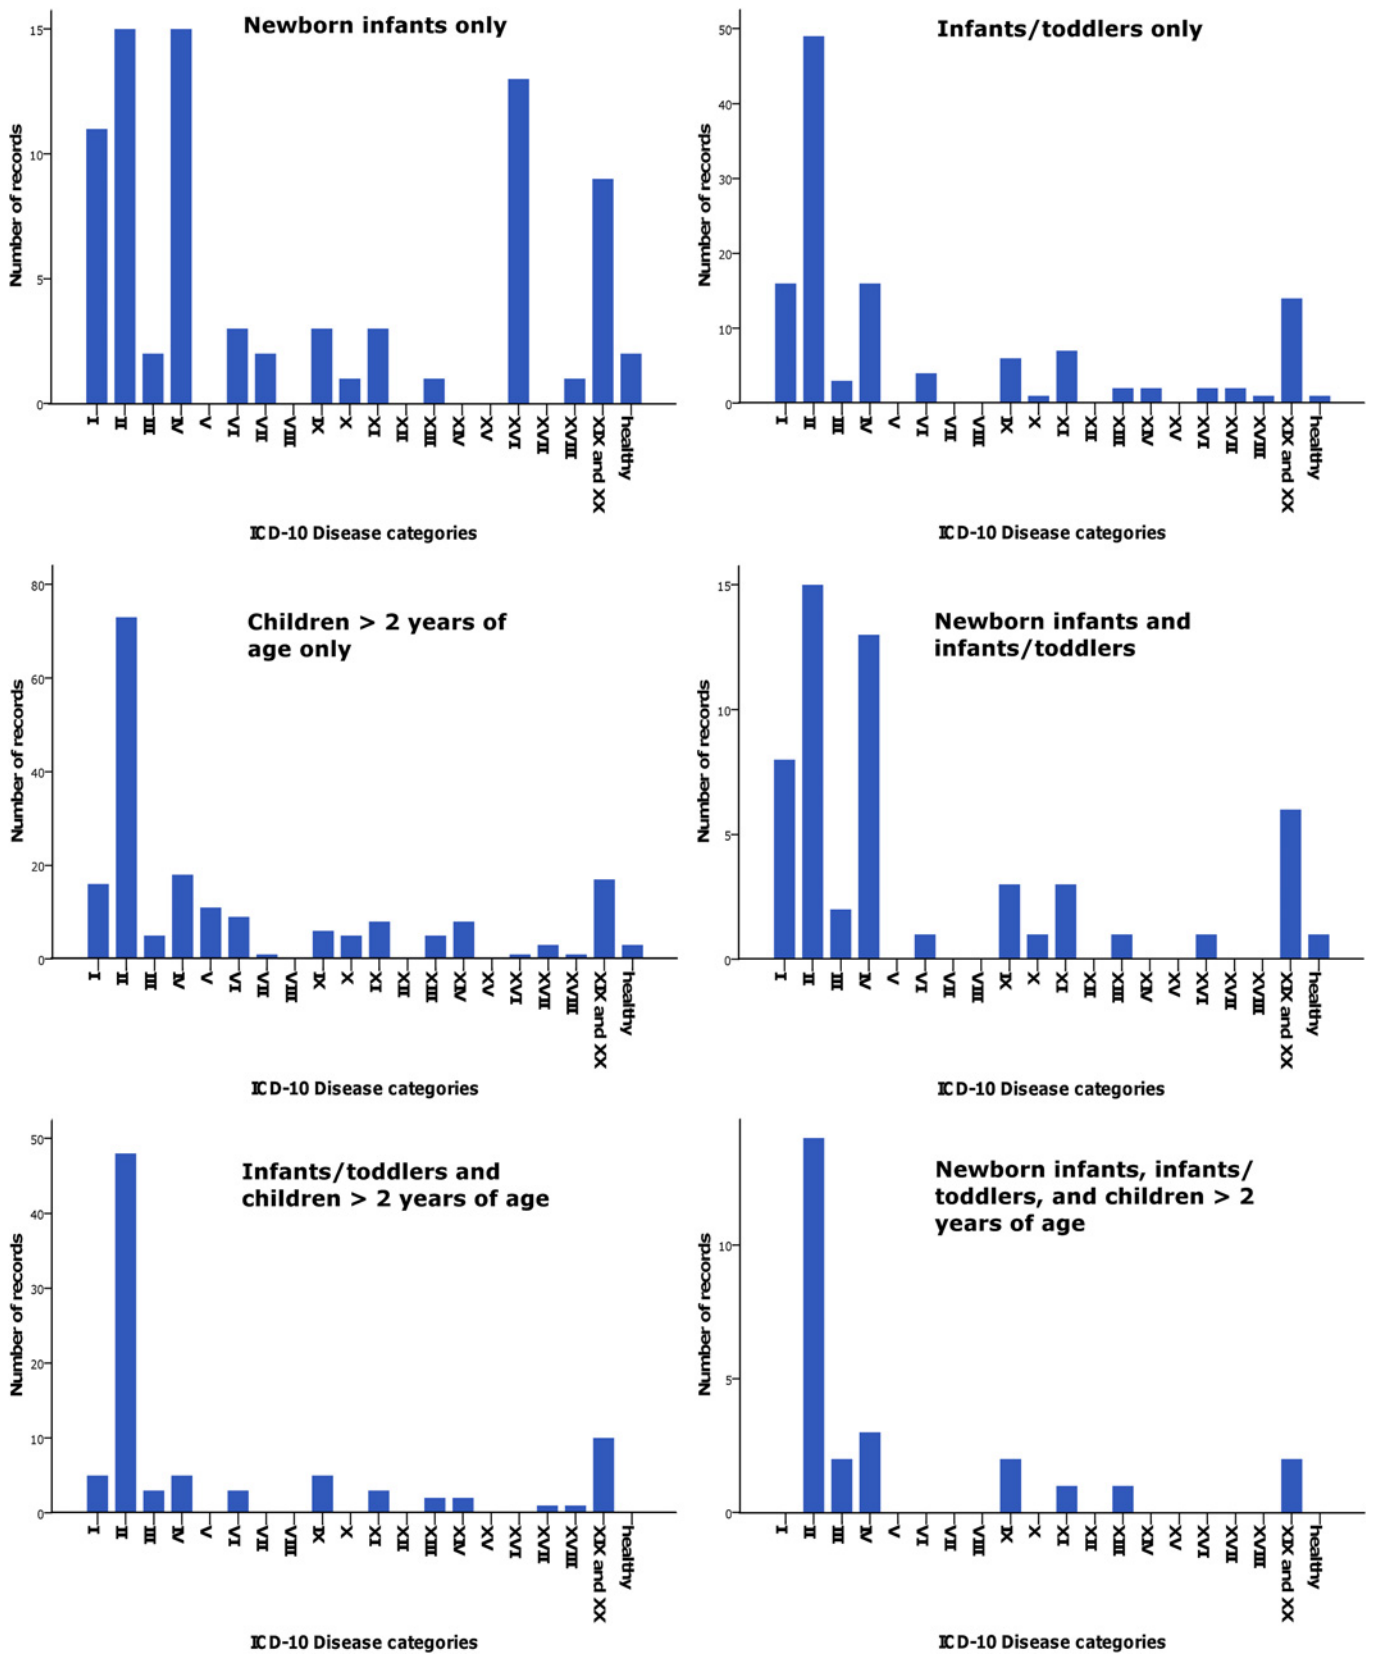 Newborn infants only
Number of records
15
10
5
0
I
II
III
IV
V
VI
VII
VIII
IX
X
XI
XII
XIII
XIV
XV
XVI
XVII
XVIII
XIX and XX
healthy
ICD-10 Disease categories
Infants/toddlers only
Number of records
50
40
30
20
10
0
I
II
III
IV
V
VI
VII
VIII
IX
X
XI
XII
XIII
XIV
XV
XVI
XVII
XVIII
XIX and XX
healthy
ICD-10 Disease categories
Children > 2 years of
age only
Number of records
80
60
40
20
0
I
II
III
IV
V
VI
VII
VIII
IX
X
XI
XII
XIII
XIV
XV
XVI
XVII
XVIII
XIX and XX
healthy
ICD-10 Disease categories
Newborn infants and
infants/toddlers
Number of records
15
10
5
0
I
II
III
IV
V
VI
VII
VIII
IX
X
XI
XII
XIII
XIV
XV
XVI
XVII
XVIII
XIX and XX
healthy
ICD-10 Disease categories
Infants/toddlers and
children > 2 years of age
Number of records
50
40
30
20
10
0
I
II
III
IV
V
VI
VII
VIII
IX
X
XI
XII
XIII
XIV
XV
XVI
XVII
XVIII
XIX and XX
healthy
ICD-10 Disease categories
Newborn infants, infants/
toddlers, and children > 2
years of age
Number of records
10
5
0
I
II
III
IV
V
VI
VII
VIII
IX
X
XI
XII
XIII
XIV
XV
XVI
XVII
XVIII
XIX and XX
healthy
ICD-10 Disease categories